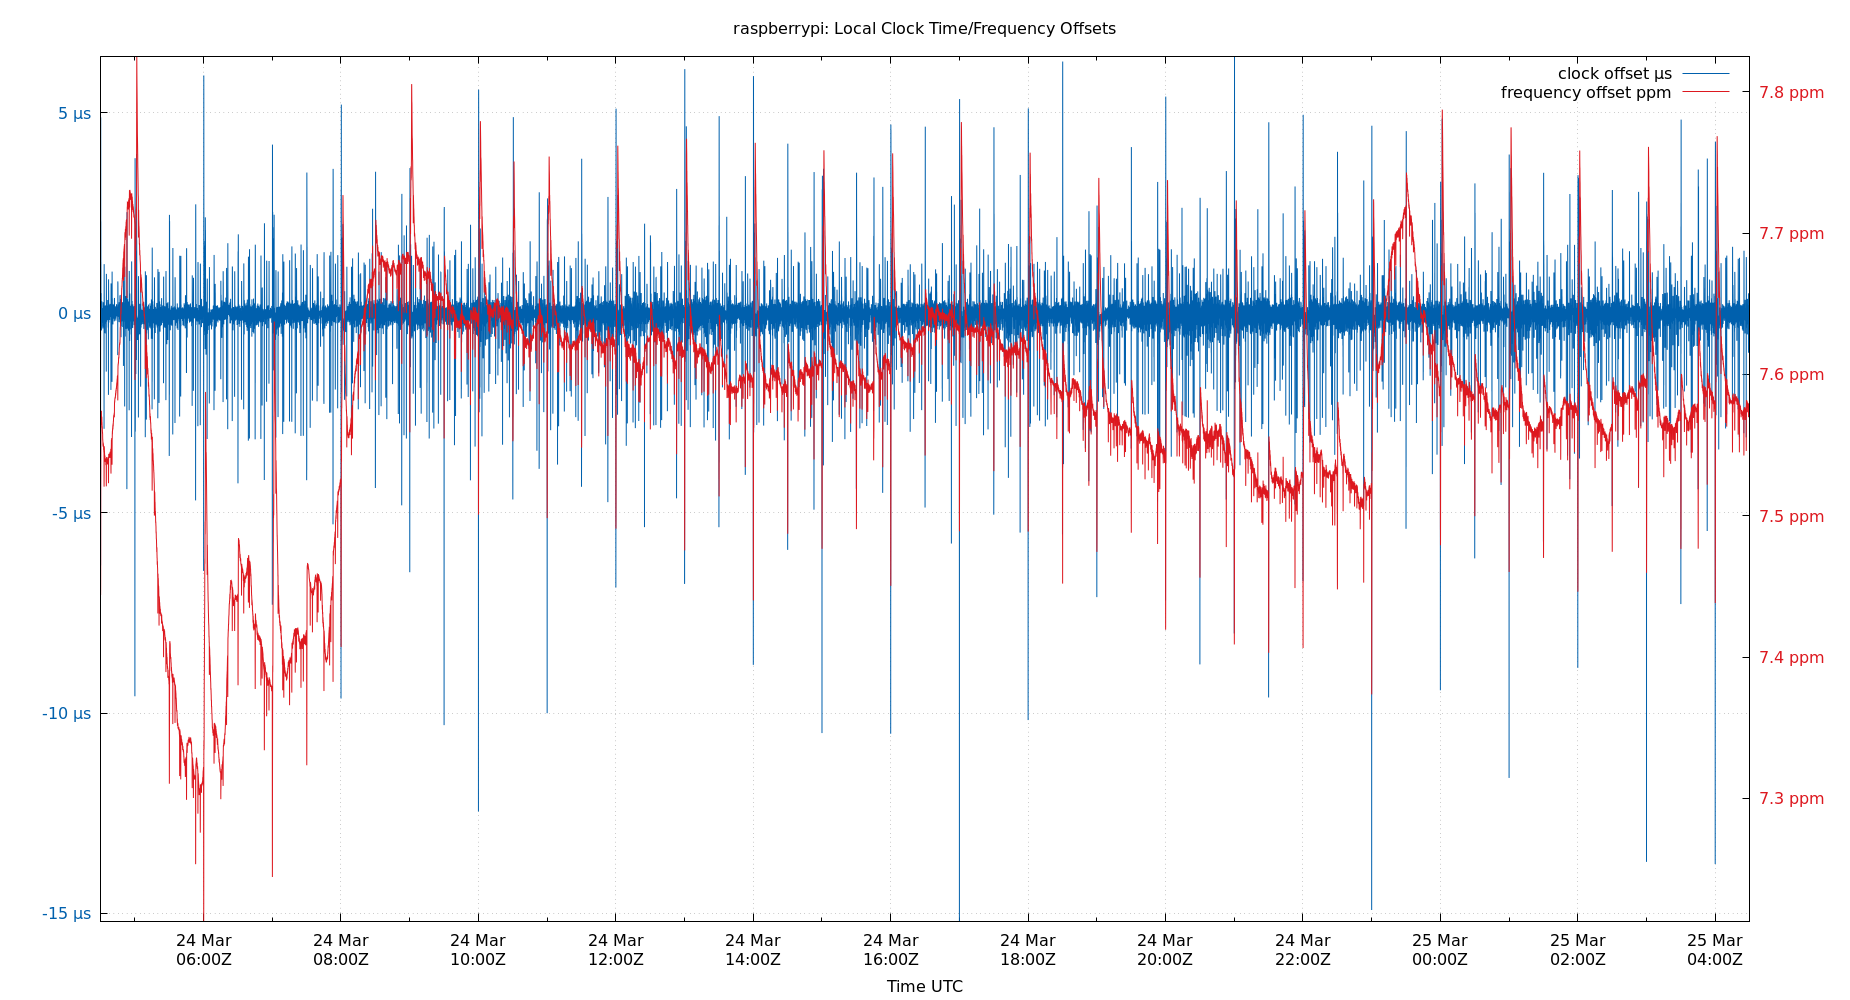 raspberrypi: Local Clock Time/Frequency Offsets
clock offset µs
frequency offset ppm
5 µs
0 µs
-5 µs
-10 µs
-15 µs
7.8 ppm
7.7 ppm
7.6 ppm
7.5 ppm
7.4 ppm
7.3 ppm
24 Mar 24 Mar 24 Mar 24 Mar 24 Mar 24 Mar 24 Mar 24 Mar 24 Mar 25 Mar 25 Mar 25 Mar
06:00Z 08:00Z 10:00Z 12:00Z 14:00Z 16:00Z 18:00Z 20:00Z 22:00Z 00:00Z 02:00Z 04:00Z
Time UTC